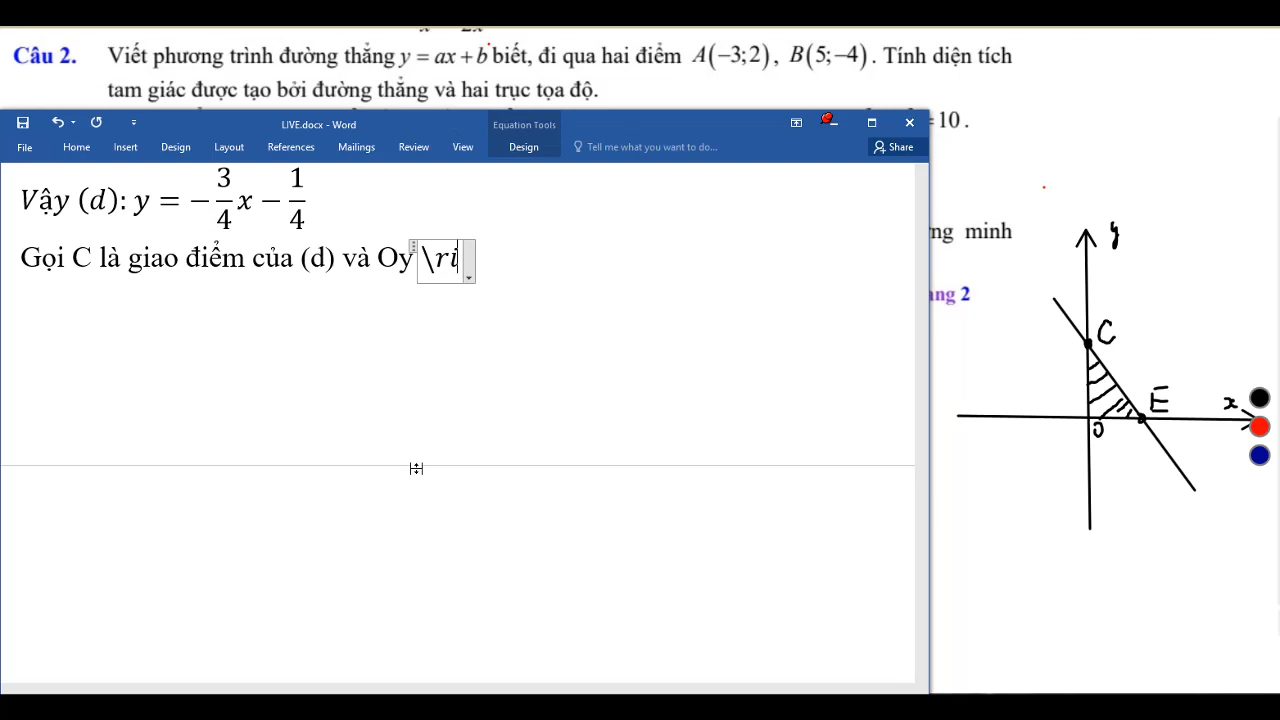 Câu 2. Viết phương trình đường thẳng y = ax + b biết, đi qua hai điểm A(−3;2), B(5;−4). Tính diện tích
tam giác được tạo bởi đường thẳng và hai trục tọa độ.
=10.
LIVE.docx - Word
Equation Tools
File Home Insert Design Layout References Mailings Review View Design Tell me what you want to do... Share
Vậy (d): y = −3/4 x − 1/4
ng minh
Gọi C là giao điểm của (d) và Oy \ri
ang 2
y
C
E
x
O